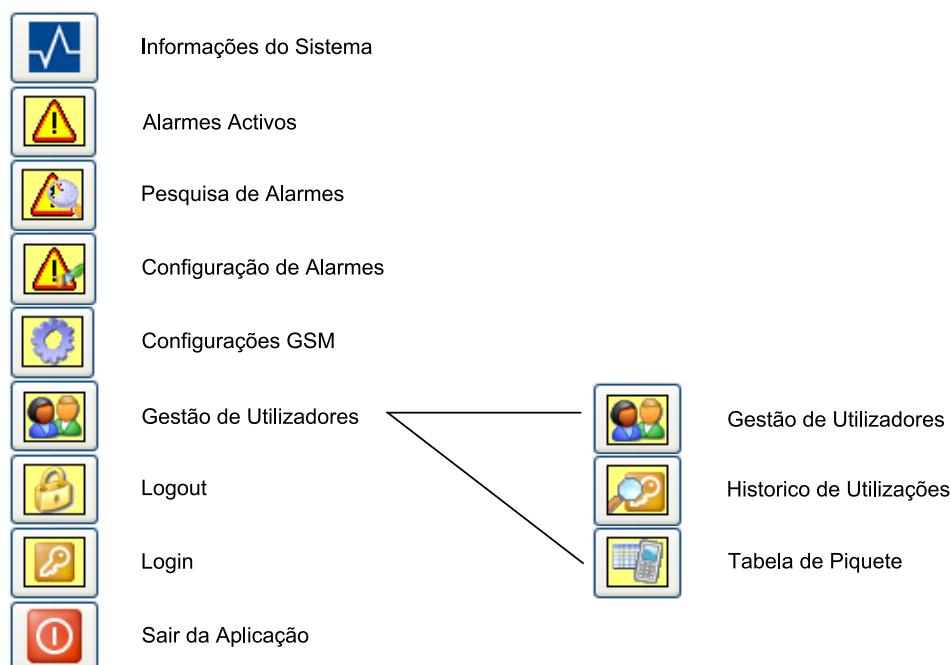 Informações do Sistema
Alarmes Activos
Pesquisa de Alarmes
Configuração de Alarmes
Configurações GSM
Gestão de Utilizadores
Logout
Login
Sair da Aplicação
Gestão de Utilizadores
Historico de Utilizações
Tabela de Piquete